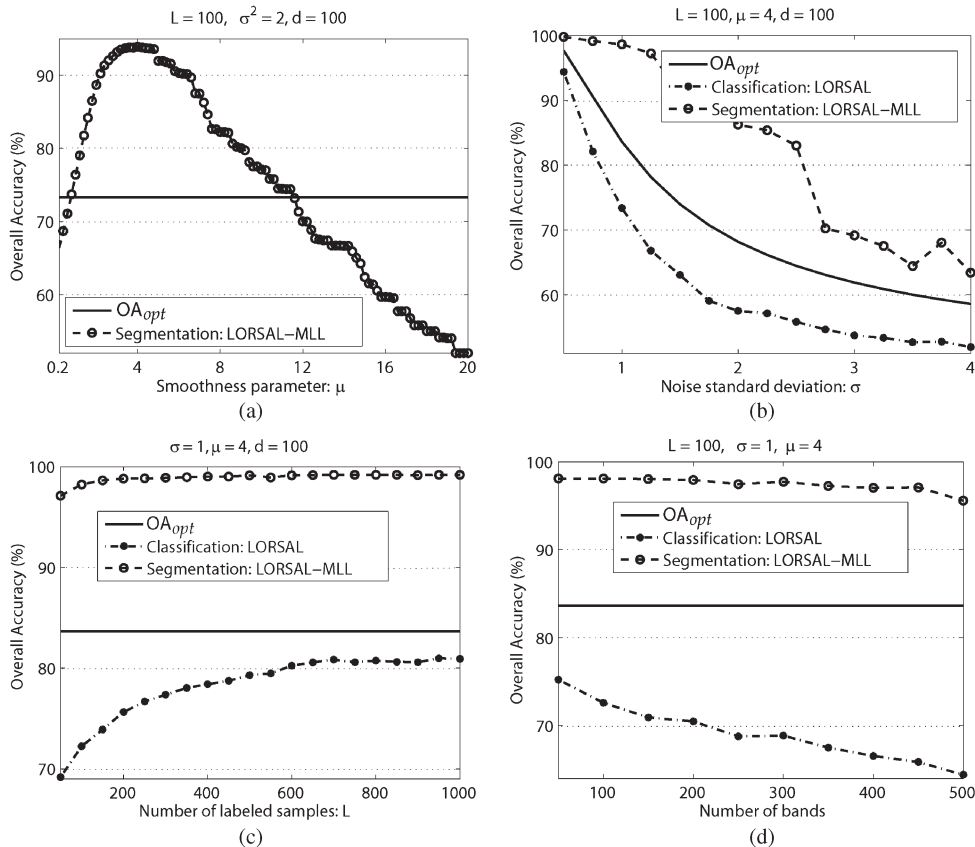 L = 100, σ² = 2, d = 100
Overall Accuracy (%)
90
80
70
60
OAopt
Segmentation: LORSAL−MLL
0.2 4 8 12 16 20
Smoothness parameter: μ
(a)
L = 100, μ = 4, d = 100
Overall Accuracy (%)
100
90
80
70
60
OAopt
Classification: LORSAL
Segmentation: LORSAL−MLL
1 2 3 4
Noise standard deviation: σ
(b)
σ = 1, μ = 4, d = 100
Overall Accuracy (%)
100
90
80
70
OAopt
Classification: LORSAL
Segmentation: LORSAL−MLL
200 400 600 800 1000
Number of labeled samples: L
(c)
L = 100, σ = 1, μ = 4
Overall Accuracy (%)
100
90
80
70
OAopt
Classification: LORSAL
Segmentation: LORSAL−MLL
100 200 300 400 500
Number of bands
(d)